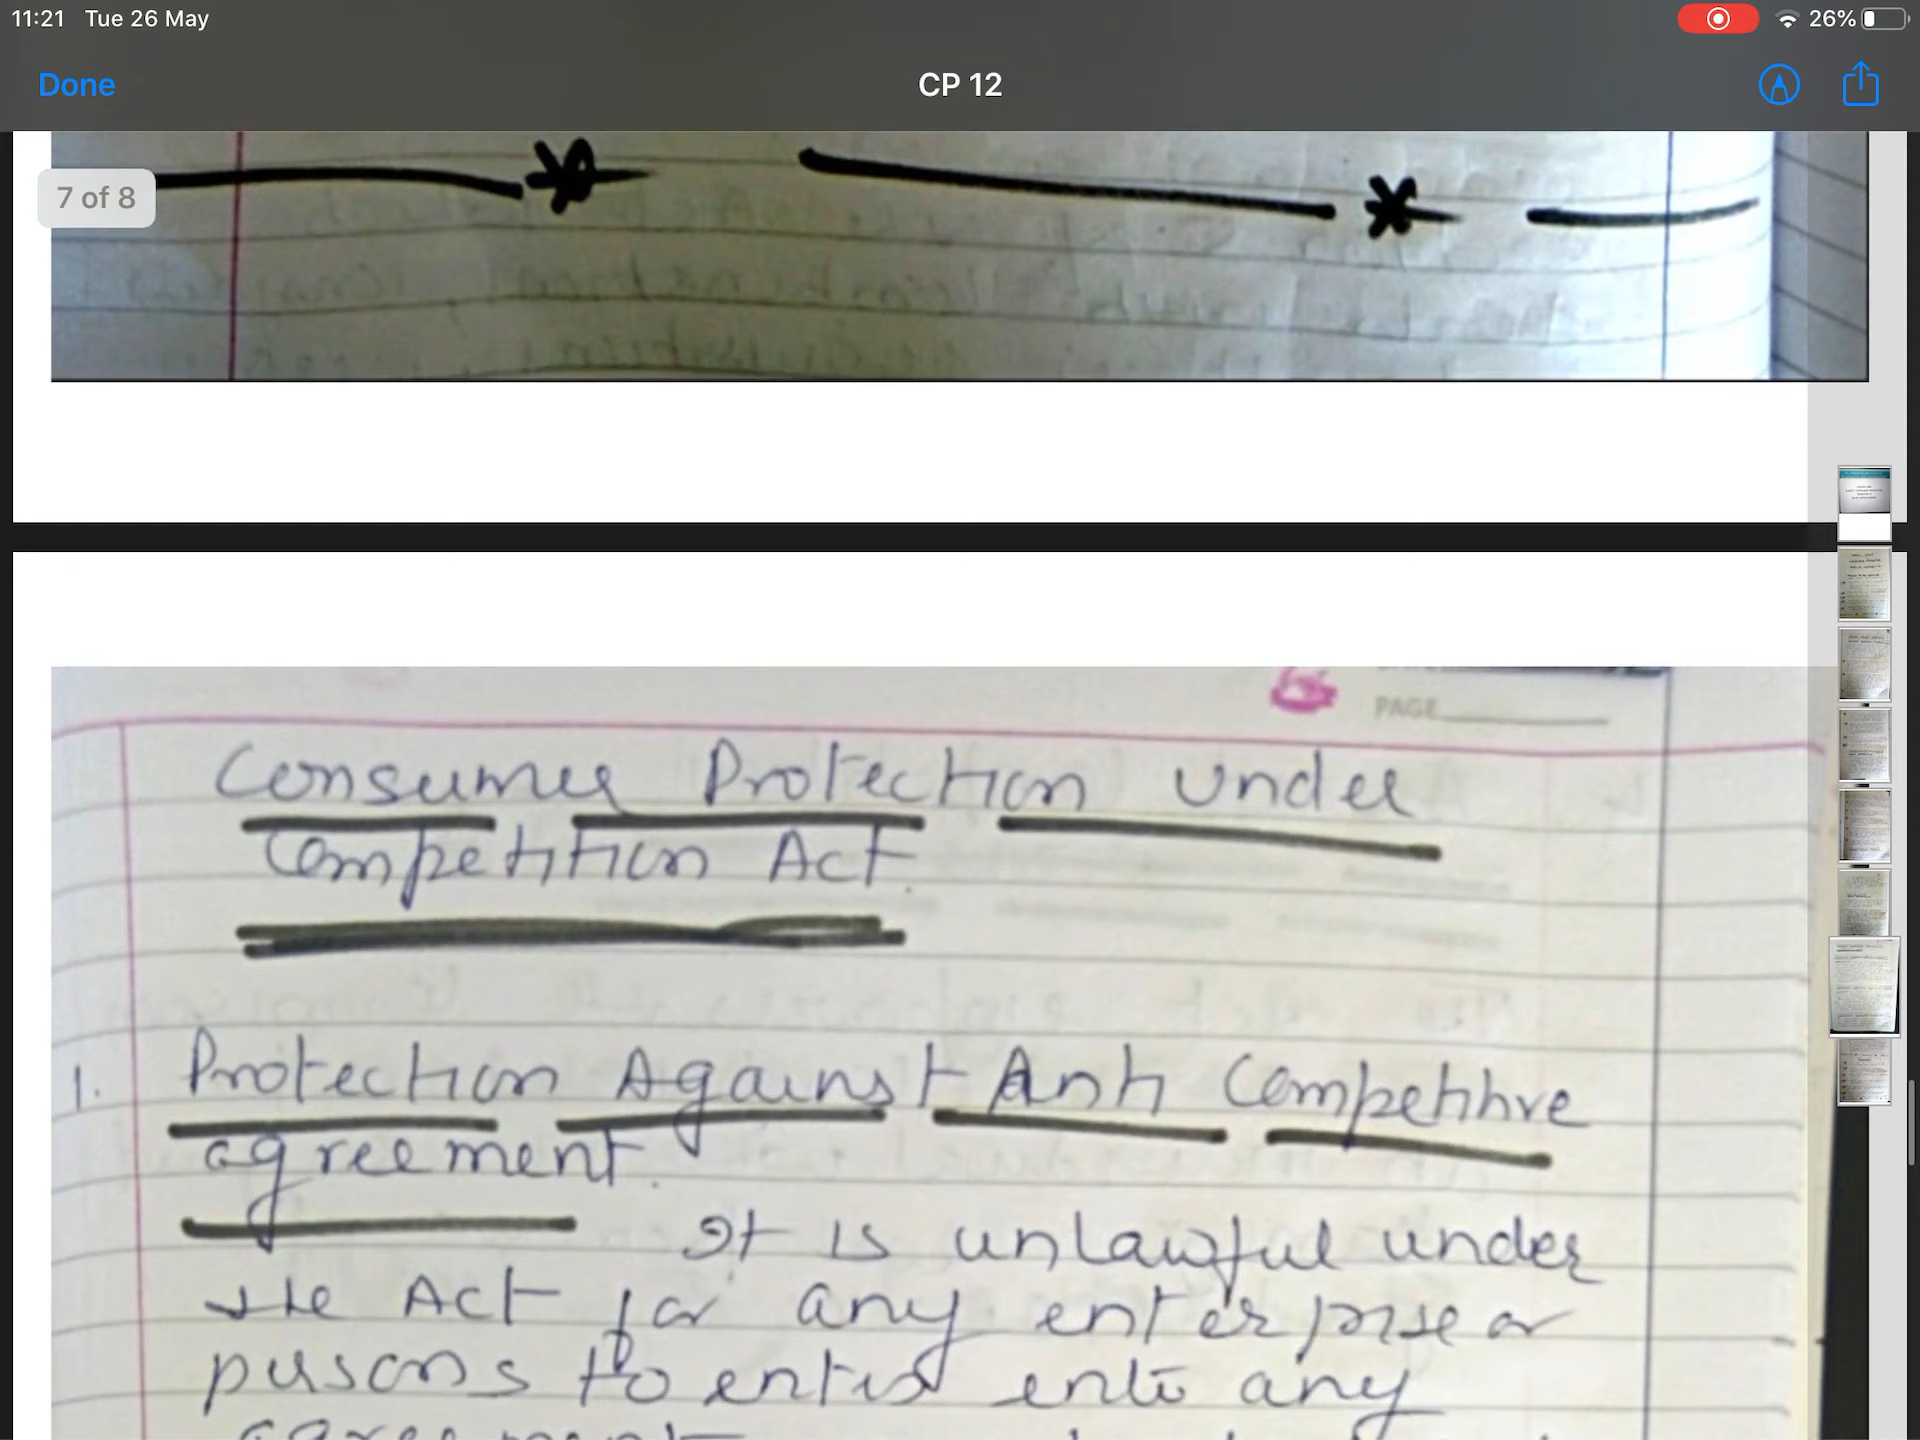 11:21 Tue 26 May 26%
Done CP 12
7 of 8
PAGE
Consumer Protection Under
Competition Act.
1. Protection Against Anti Competitive
agreement.
It is unlawful under
the Act for any enterprise or
persons to enter into any
agreement